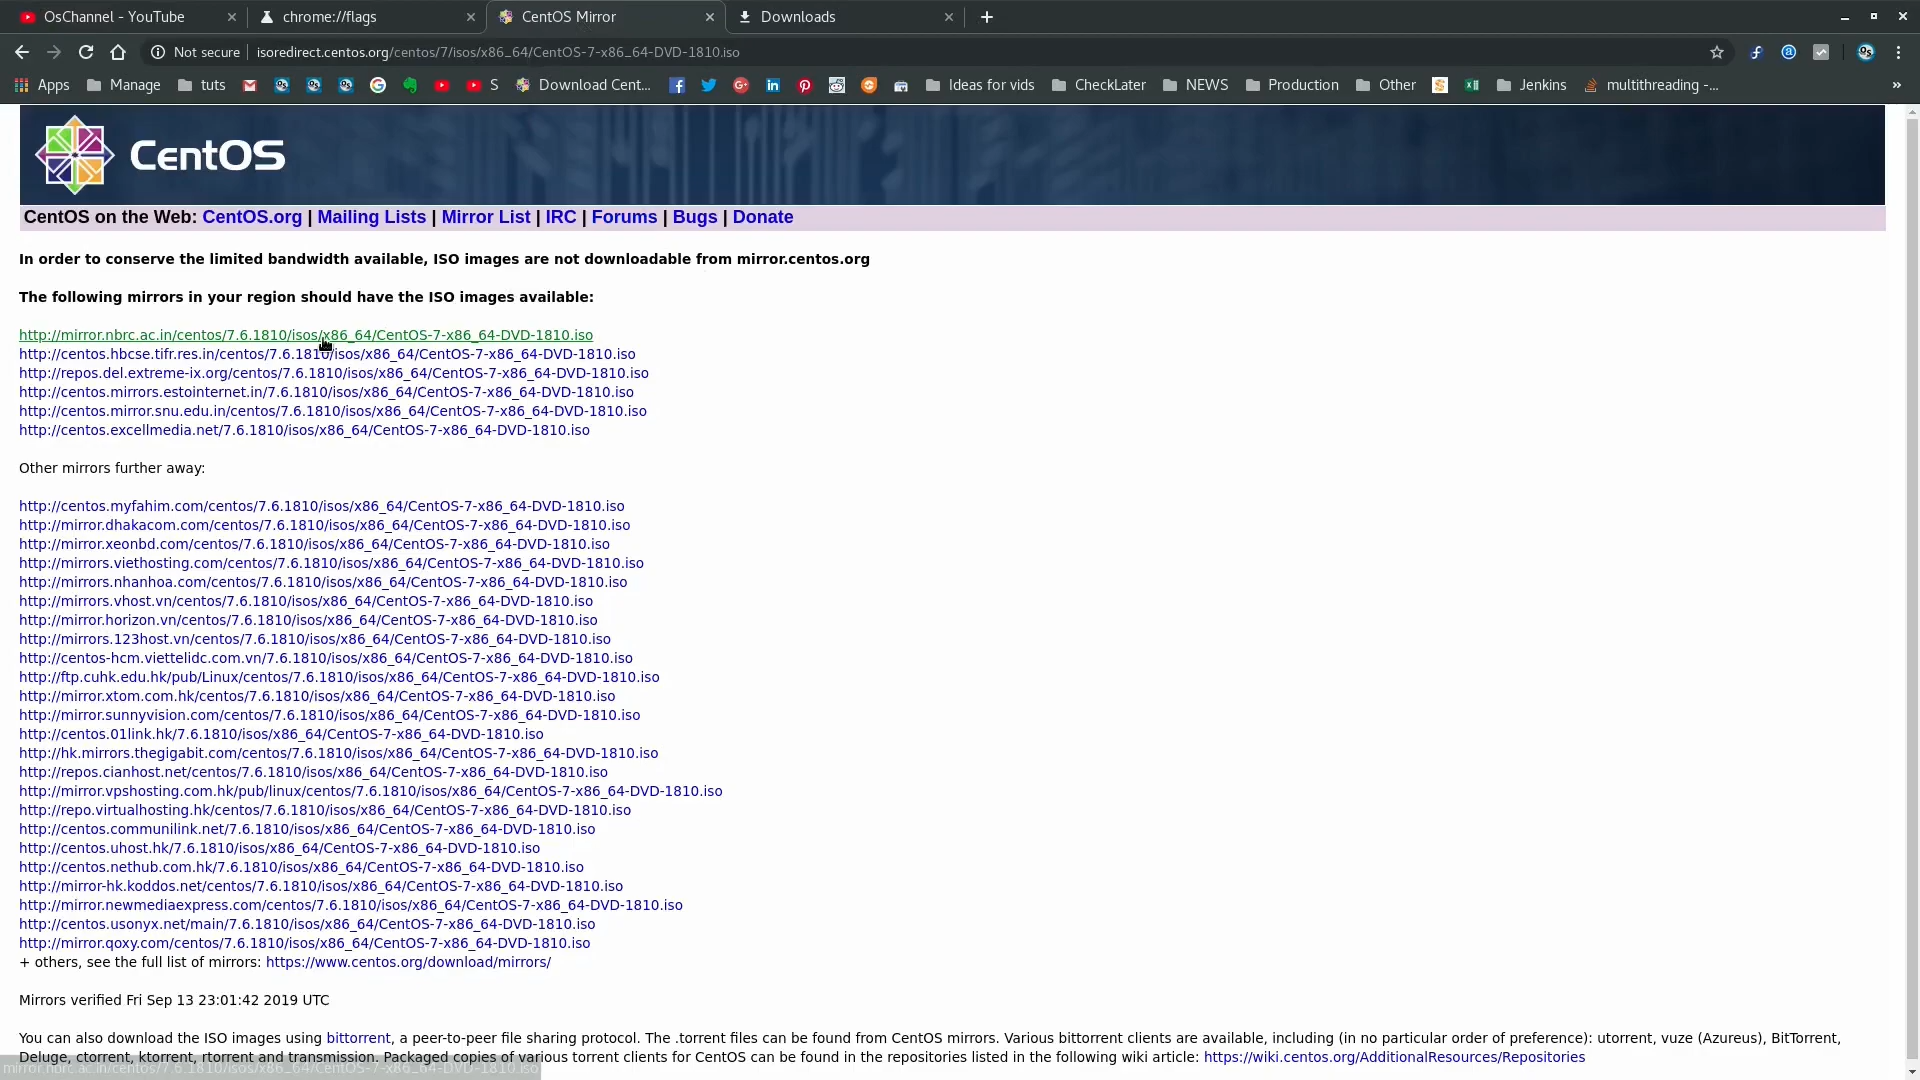 OsChannel - YouTube
chrome://flags
CentOS Mirror
Downloads
Not secure
isoredirect.centos.org/centos/7/isos/x86_64/CentOS-7-x86_64-DVD-1810.iso
Apps
Manage
tuts
S
Download Cent...
Ideas for vids
CheckLater
NEWS
Production
Other
Jenkins
multithreading -...
CentOS
CentOS on the Web: CentOS.org | Mailing Lists | Mirror List | IRC | Forums | Bugs | Donate
In order to conserve the limited bandwidth available, ISO images are not downloadable from mirror.centos.org
The following mirrors in your region should have the ISO images available:
http://mirror.nbrc.ac.in/centos/7.6.1810/isos/x86_64/CentOS-7-x86_64-DVD-1810.iso
http://centos.hbcse.tifr.res.in/centos/7.6.1810/isos/x86_64/CentOS-7-x86_64-DVD-1810.iso
http://repos.del.extreme-ix.org/centos/7.6.1810/isos/x86_64/CentOS-7-x86_64-DVD-1810.iso
http://centos.mirrors.estointernet.in/7.6.1810/isos/x86_64/CentOS-7-x86_64-DVD-1810.iso
http://centos.mirror.snu.edu.in/centos/7.6.1810/isos/x86_64/CentOS-7-x86_64-DVD-1810.iso
http://centos.excellmedia.net/7.6.1810/isos/x86_64/CentOS-7-x86_64-DVD-1810.iso
Other mirrors further away:
http://centos.myfahim.com/centos/7.6.1810/isos/x86_64/CentOS-7-x86_64-DVD-1810.iso
http://mirror.dhakacom.com/centos/7.6.1810/isos/x86_64/CentOS-7-x86_64-DVD-1810.iso
http://mirror.xeonbd.com/centos/7.6.1810/isos/x86_64/CentOS-7-x86_64-DVD-1810.iso
http://mirrors.viethosting.com/centos/7.6.1810/isos/x86_64/CentOS-7-x86_64-DVD-1810.iso
http://mirrors.nhanhoa.com/centos/7.6.1810/isos/x86_64/CentOS-7-x86_64-DVD-1810.iso
http://mirrors.vhost.vn/centos/7.6.1810/isos/x86_64/CentOS-7-x86_64-DVD-1810.iso
http://mirror.horizon.vn/centos/7.6.1810/isos/x86_64/CentOS-7-x86_64-DVD-1810.iso
http://mirrors.123host.vn/centos/7.6.1810/isos/x86_64/CentOS-7-x86_64-DVD-1810.iso
http://centos-hcm.viettelidc.com.vn/7.6.1810/isos/x86_64/CentOS-7-x86_64-DVD-1810.iso
http://ftp.cuhk.edu.hk/pub/Linux/centos/7.6.1810/isos/x86_64/CentOS-7-x86_64-DVD-1810.iso
http://mirror.xtom.com.hk/centos/7.6.1810/isos/x86_64/CentOS-7-x86_64-DVD-1810.iso
http://mirror.sunnyvision.com/centos/7.6.1810/isos/x86_64/CentOS-7-x86_64-DVD-1810.iso
http://centos.01link.hk/7.6.1810/isos/x86_64/CentOS-7-x86_64-DVD-1810.iso
http://hk.mirrors.thegigabit.com/centos/7.6.1810/isos/x86_64/CentOS-7-x86_64-DVD-1810.iso
http://repos.cianhost.net/centos/7.6.1810/isos/x86_64/CentOS-7-x86_64-DVD-1810.iso
http://mirror.vpshosting.com.hk/pub/linux/centos/7.6.1810/isos/x86_64/CentOS-7-x86_64-DVD-1810.iso
http://repo.virtualhosting.hk/centos/7.6.1810/isos/x86_64/CentOS-7-x86_64-DVD-1810.iso
http://centos.communilink.net/7.6.1810/isos/x86_64/CentOS-7-x86_64-DVD-1810.iso
http://centos.uhost.hk/7.6.1810/isos/x86_64/CentOS-7-x86_64-DVD-1810.iso
http://centos.nethub.com.hk/7.6.1810/isos/x86_64/CentOS-7-x86_64-DVD-1810.iso
http://mirror-hk.koddos.net/centos/7.6.1810/isos/x86_64/CentOS-7-x86_64-DVD-1810.iso
http://mirror.newmediaexpress.com/centos/7.6.1810/isos/x86_64/CentOS-7-x86_64-DVD-1810.iso
http://centos.usonyx.net/main/7.6.1810/isos/x86_64/CentOS-7-x86_64-DVD-1810.iso
http://mirror.qoxy.com/centos/7.6.1810/isos/x86_64/CentOS-7-x86_64-DVD-1810.iso
+ others, see the full list of mirrors: https://www.centos.org/download/mirrors/
Mirrors verified Fri Sep 13 23:01:42 2019 UTC
You can also download the ISO images using bittorrent, a peer-to-peer file sharing protocol. The .torrent files can be found from CentOS mirrors. Various bittorrent clients are available, including (in no particular order of preference): utorrent, vuze (Azureus), BitTorrent,
Deluge, ctorrent, ktorrent, rtorrent and transmission. Packaged copies of various torrent clients for CentOS can be found in the repositories listed in the following wiki article: https://wiki.centos.org/AdditionalResources/Repositories
mirror.nbrc.ac.in/centos/7.6.1810/isos/x86_64/CentOS-7-x86_64-DVD-1810.iso